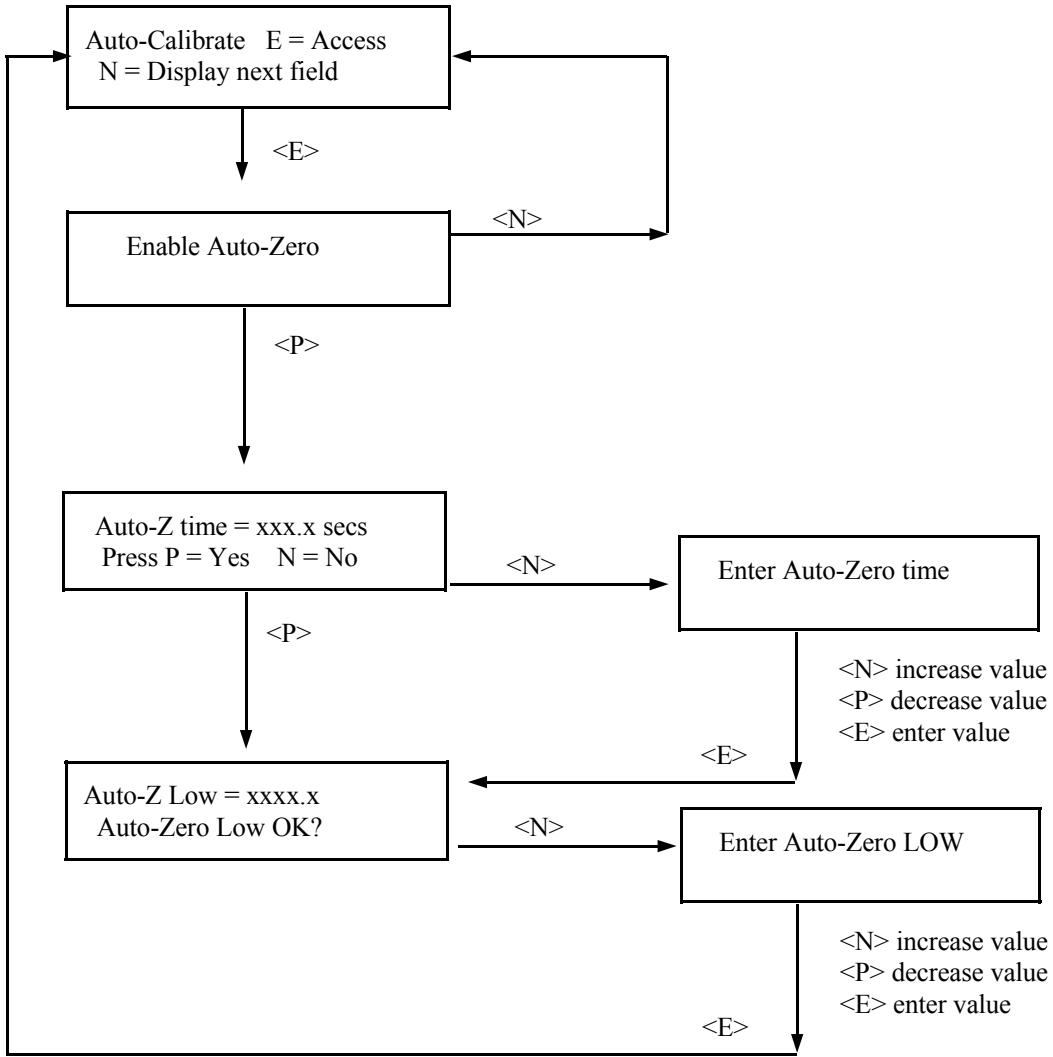 Auto-Calibrate E = Access
N = Display next field
<E>
Enable Auto-Zero
<N>
<P>
Auto-Z time = xxx.x secs
Press P = Yes N = No
<N>
Enter Auto-Zero time
<P>
<N> increase value
<P> decrease value
<E> enter value
<E>
Auto-Z Low = xxxx.x
Auto-Zero Low OK?
<N>
Enter Auto-Zero LOW
<N> increase value
<P> decrease value
<E> enter value
<E>